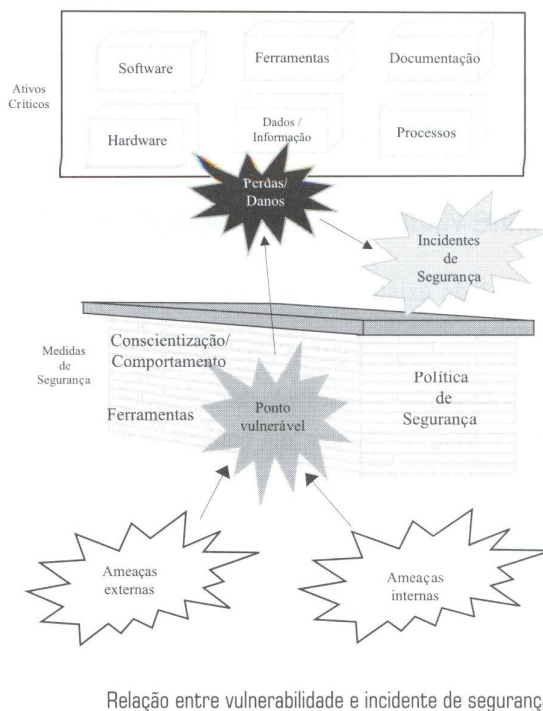 Ativos
Críticos
Software
Ferramentas
Documentação
Hardware
Dados /
Informação
Processos
Perdas/
Danos
Incidentes
de
Segurança
Medidas
de
Segurança
Conscientização/
Comportamento
Ferramentas
Ponto
vulnerável
Política
de
Segurança
Ameaças
externas
Ameaças
internas
Relação entre vulnerabilidade e incidente de seguranç